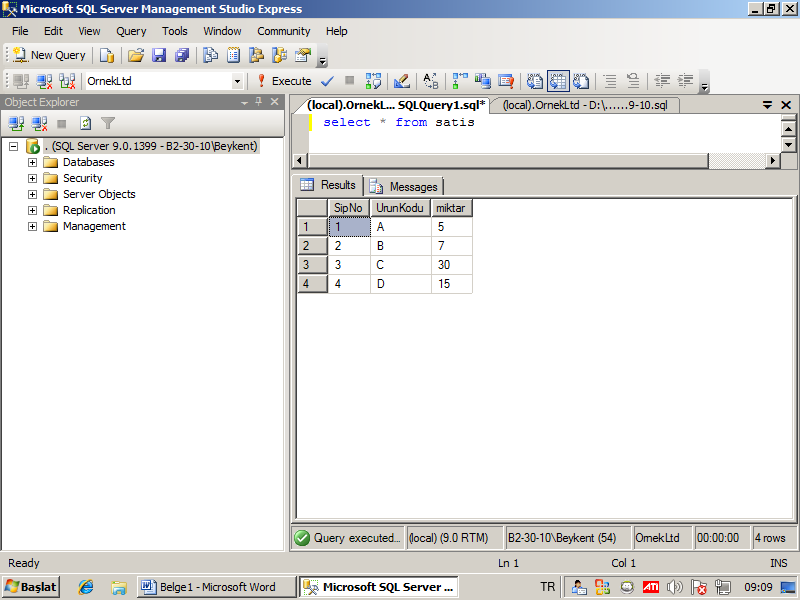 Microsoft SQL Server Management Studio Express
File Edit View Query Tools Window Community Help
New Query
OrnekLtd Execute
Object Explorer
. (SQL Server 9.0.1399 - B2-30-10\Beykent)
Databases
Security
Server Objects
Replication
Management
(local).OrnekL... SQLQuery1.sql* (local).OrnekLtd - D:\......9-10.sql
select * from satis
Results Messages
SipNo UrunKodu miktar
1 1 A 5
2 2 B 7
3 3 C 30
4 4 D 15
Query executed... (local) (9.0 RTM) B2-30-10\Beykent (54) OrnekLtd 00:00:00 4 rows
Ready Ln 1 Col 1 INS
Başlat Belge1 - Microsoft Word Microsoft SQL Server ... TR ATI 09:09